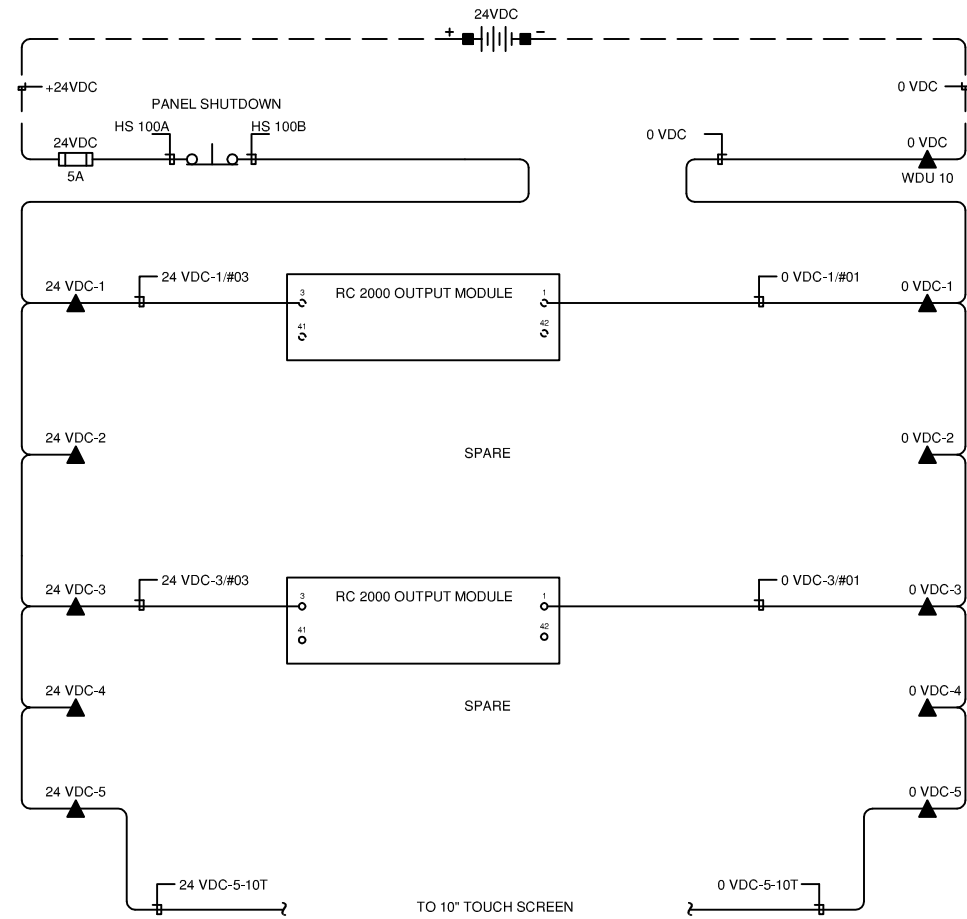 24VDC
+ −
+24VDC
0 VDC
PANEL SHUTDOWN
HS 100A
HS 100B
0 VDC
24VDC
5A
0 VDC
WDU 10
24 VDC-1
24 VDC-1/#03
3
RC 2000 OUTPUT MODULE
1
0 VDC-1/#01
0 VDC-1
41
42
24 VDC-2
SPARE
0 VDC-2
24 VDC-3
24 VDC-3/#03
3
RC 2000 OUTPUT MODULE
1
0 VDC-3/#01
0 VDC-3
41
42
24 VDC-4
SPARE
0 VDC-4
24 VDC-5
0 VDC-5
24 VDC-5-10T
0 VDC-5-10T
TO 10" TOUCH SCREEN